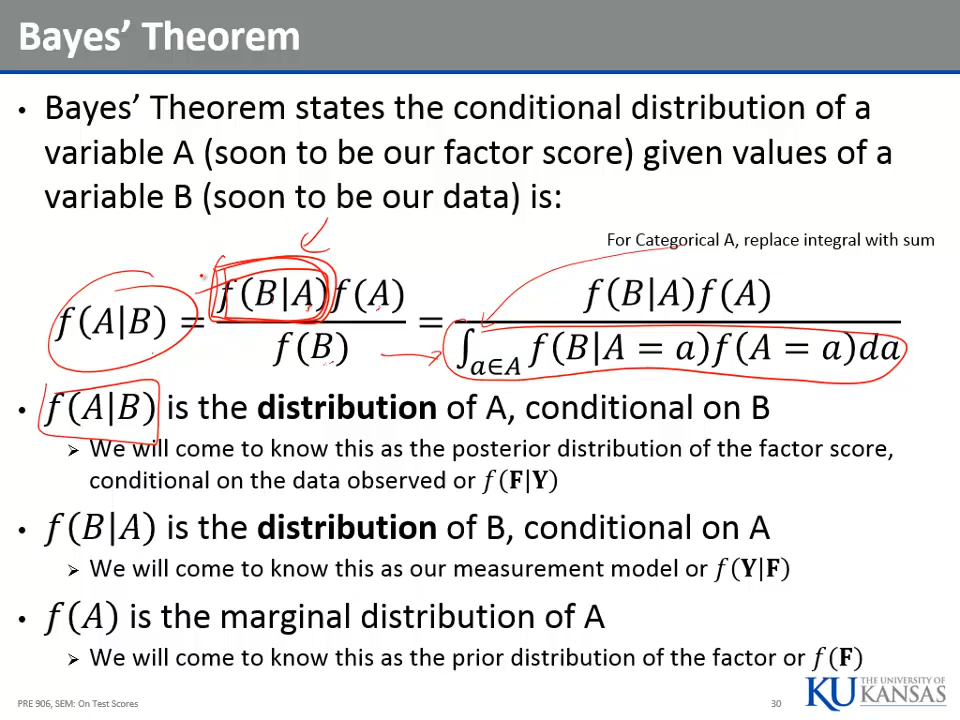 Bayes' Theorem
• Bayes' Theorem states the conditional distribution of a
variable A (soon to be our factor score) given values of a
variable B (soon to be our data) is:
For Categorical A, replace integral with sum
f(A|B) = f(B|A)f(A) / f(B) = f(B|A)f(A) / ∫_{a∈A} f(B|A = a)f(A = a)da
• f(A|B) is the distribution of A, conditional on B
➢ We will come to know this as the posterior distribution of the factor score,
conditional on the data observed or f(F|Y)
• f(B|A) is the distribution of B, conditional on A
➢ We will come to know this as our measurement model or f(Y|F)
• f(A) is the marginal distribution of A
➢ We will come to know this as the prior distribution of the factor or f(F)
PRE 906, SEM: On Test Scores
30
KU THE UNIVERSITY OF
KANSAS